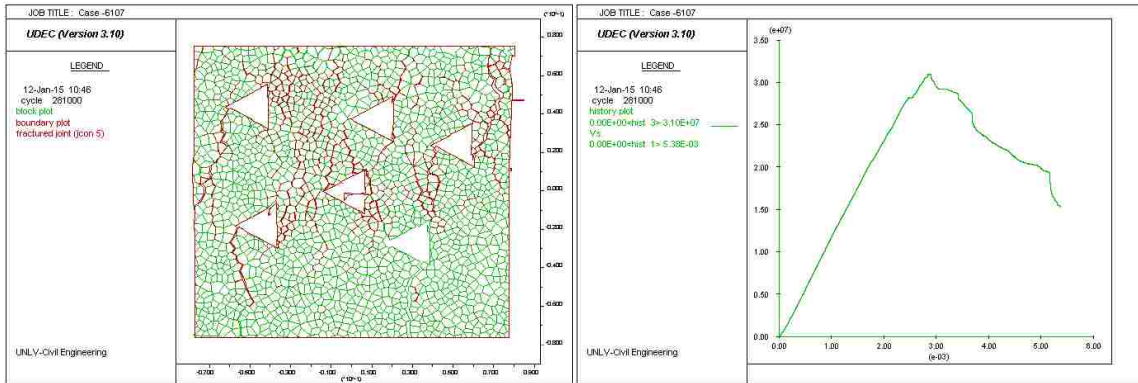 JOB TITLE : Case -6107
UDEC (Version 3.10)
LEGEND
12-Jan-15 10:46
cycle 281000
block plot
boundary plot
fractured joint (jcon 5)
UNLV-Civil Engineering
(*10^-1)
0.800
0.600
0.400
0.200
0.000
-0.200
-0.400
-0.600
-0.700
-0.500
-0.300
-0.100
0.100
0.300
0.500
0.700
0.900
(*10^-1)
JOB TITLE : Case -6107
UDEC (Version 3.10)
LEGEND
12-Jan-15 10:46
cycle 281000
history plot
0.00E+00<hist 3> 3.10E+07
Vs.
0.00E+00<hist 1> 5.38E-03
UNLV-Civil Engineering
(e+07)
3.50
3.00
2.50
2.00
1.50
1.00
0.50
0.00
0.00
1.00
2.00
3.00
4.00
5.00
6.00
(e-03)